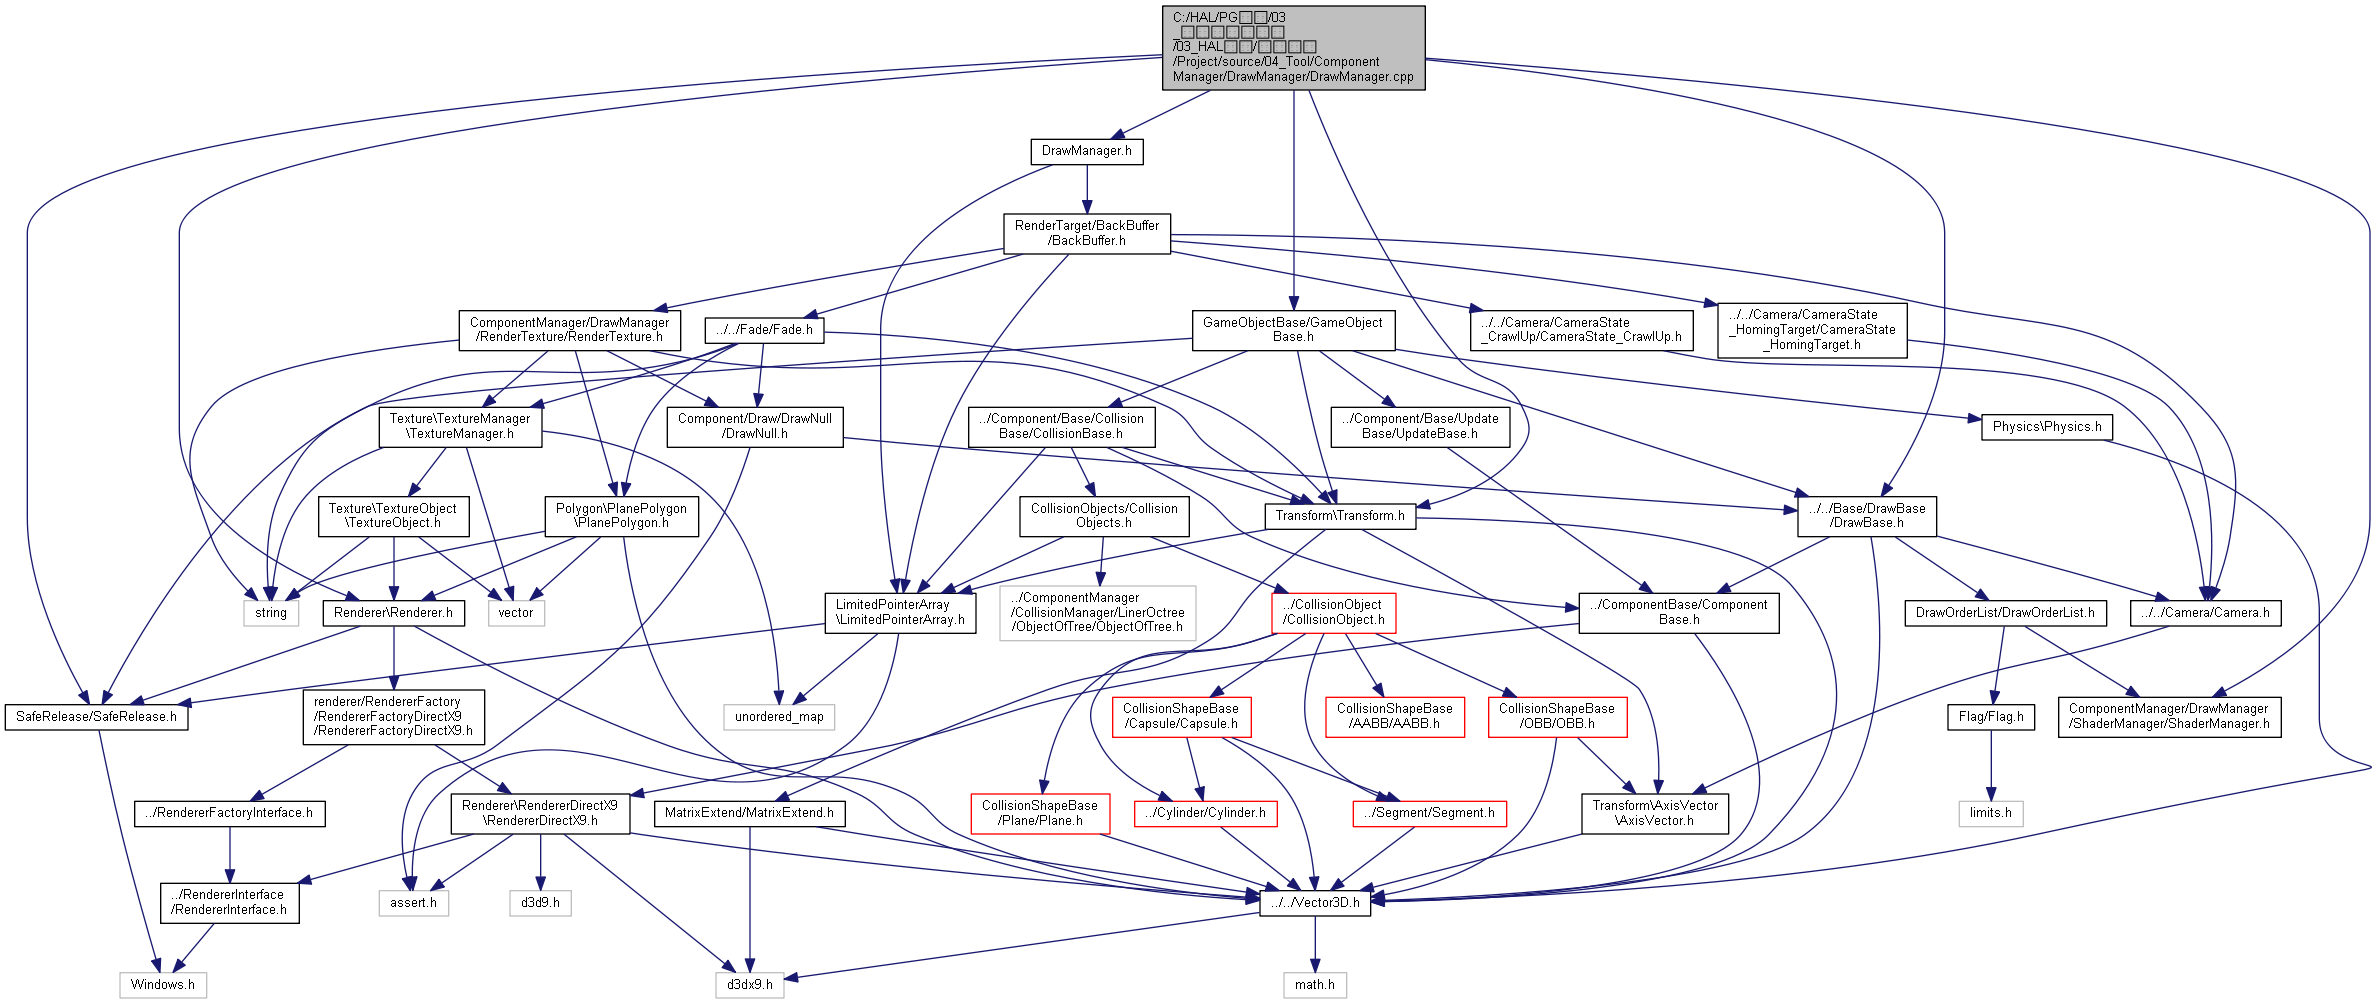 C:/HAL/PG□□/03
_□□□□□□□
/03_HAL□□/□□□□
/Project/source/04_Tool/Component
Manager/DrawManager/DrawManager.cpp
DrawManager.h
RenderTarget/BackBuffer
/BackBuffer.h
ComponentManager/DrawManager
/RenderTexture/RenderTexture.h
../../Fade/Fade.h
GameObjectBase/GameObject
Base.h
../../Camera/CameraState
_CrawlUp/CameraState_CrawlUp.h
../../Camera/CameraState
_HomingTarget/CameraState
_HomingTarget.h
Texture\TextureManager
\TextureManager.h
Component/Draw/DrawNull
/DrawNull.h
../Component/Base/Collision
Base/CollisionBase.h
../Component/Base/Update
Base/UpdateBase.h
Physics\Physics.h
Texture\TextureObject
\TextureObject.h
Polygon\PlanePolygon
\PlanePolygon.h
CollisionObjects/Collision
Objects.h
Transform\Transform.h
../../Base/DrawBase
/DrawBase.h
string
Renderer\Renderer.h
vector
LimitedPointerArray
\LimitedPointerArray.h
../ComponentManager
/CollisionManager/LinerOctree
/ObjectOfTree/ObjectOfTree.h
../CollisionObject
/CollisionObject.h
../ComponentBase/Component
Base.h
DrawOrderList/DrawOrderList.h
../../Camera/Camera.h
SafeRelease/SafeRelease.h
renderer/RendererFactory
/RendererFactoryDirectX9
/RendererFactoryDirectX9.h
unordered_map
CollisionShapeBase
/Capsule/Capsule.h
CollisionShapeBase
/AABB/AABB.h
CollisionShapeBase
/OBB/OBB.h
Flag/Flag.h
ComponentManager/DrawManager
/ShaderManager/ShaderManager.h
../RendererFactoryInterface.h
Renderer\RendererDirectX9
\RendererDirectX9.h
MatrixExtend/MatrixExtend.h
CollisionShapeBase
/Plane/Plane.h
../Cylinder/Cylinder.h
../Segment/Segment.h
Transform\AxisVector
\AxisVector.h
limits.h
../RendererInterface
/RendererInterface.h
assert.h
d3d9.h
../../Vector3D.h
Windows.h
d3dx9.h
math.h